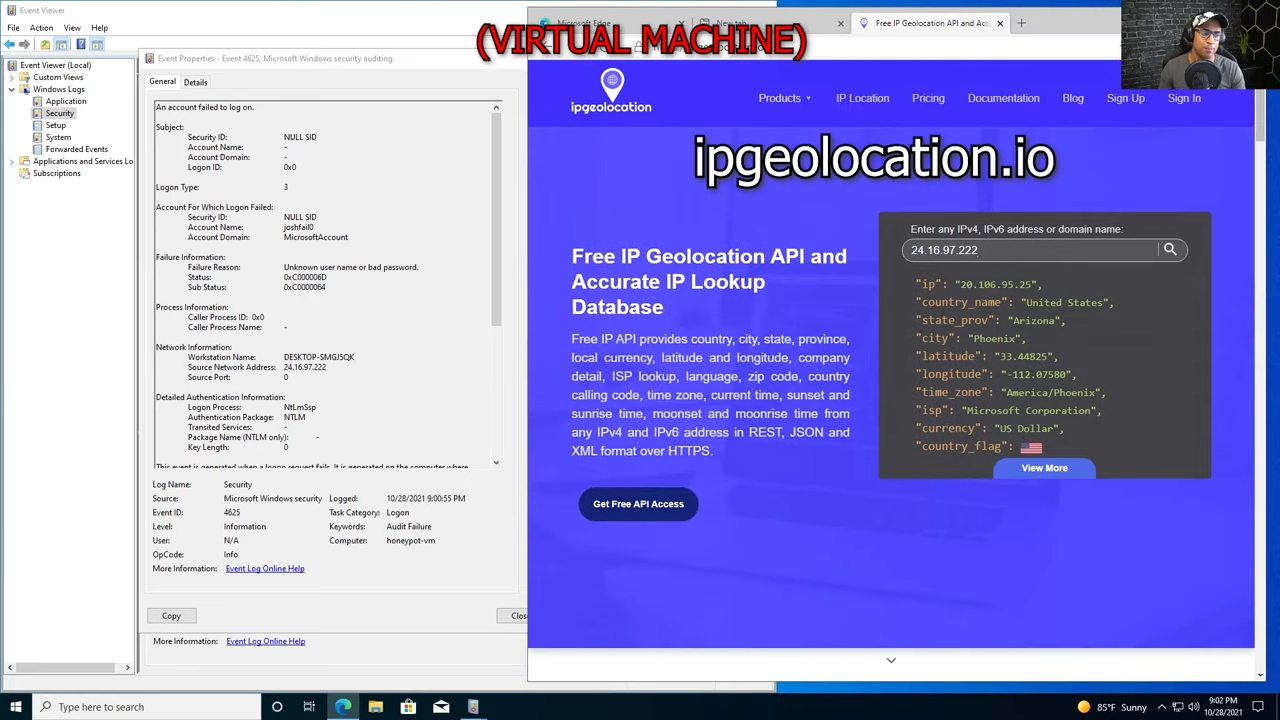 Event Viewer
File Action View Help
Event Viewer (Local)
Custom Views
Windows Logs
Application
Security
Setup
System
Forwarded Events
Applications and Services Lo
Subscriptions
Event Properties - Event 4625, Microsoft Windows security auditing.
General Details
An account failed to log on.
Subject:
Security ID: NULL SID
Account Name: -
Account Domain: -
Logon ID: 0x0
Logon Type: 3
Account For Which Logon Failed:
Security ID: NULL SID
Account Name: joshfail0
Account Domain: MicrosoftAccount
Failure Information:
Failure Reason: Unknown user name or bad password.
Status: 0xC000006D
Sub Status: 0xC0000064
Process Information:
Caller Process ID: 0x0
Caller Process Name: -
Network Information:
Workstation Name: DESKTOP-SMGJ5QK
Source Network Address: 24.16.97.222
Source Port: 0
Detailed Authentication Information:
Logon Process: NtLmSsp
Authentication Package: NTLM
Transited Services: -
Package Name (NTLM only): -
Key Length: 0
This event is generated when a logon request fails. It is generated on the computer where
Log Name: Security
Source: Microsoft Windows security Logged: 10/28/2021 9:00:55 PM
Event ID: 4625 Task Category: Logon
Level: Information Keywords: Audit Failure
User: N/A Computer: honeypot-vm
OpCode: Info
More Information: Event Log Online Help
Copy Clos
More Information: Event Log Online Help
Microsoft Edge New tab Free IP Geolocation API and Acc
(VIRTUAL MACHINE)
ipgeolocation
Products IP Location Pricing Documentation Blog Sign Up Sign In
ipgeolocation.io
Free IP Geolocation API and
Accurate IP Lookup
Database
Free IP API provides country, city, state, province,
local currency, latitude and longitude, company
detail, ISP lookup, language, zip code, country
calling code, time zone, current time, sunset and
sunrise time, moonset and moonrise time from
any IPv4 and IPv6 address in REST, JSON and
XML format over HTTPS.
Get Free API Access
Enter any IPv4, IPv6 address or domain name:
24.16.97.222
"ip": "20.106.95.25",
"country_name": "United States",
"state_prov": "Arizona",
"city": "Phoenix",
"latitude": "33.44825",
"longitude": "-112.07580",
"time_zone": "America/Phoenix",
"isp": "Microsoft Corporation",
"currency": "US Dollar",
"country_flag":
View More
Type here to search
85°F Sunny
9:02 PM
10/28/2021